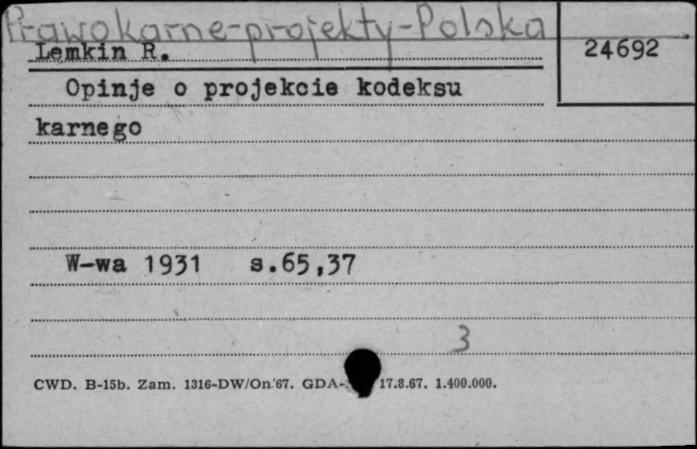 Prawo karne-projekty-Polska
Lemkin R.
24692
Opinje o projekcie kodeksu
karnego
W-wa 1931 s.65,37
3
CWD. B-15b. Zam. 1316-DW/On.'67. GDA- 17.8.67. 1.400.000.